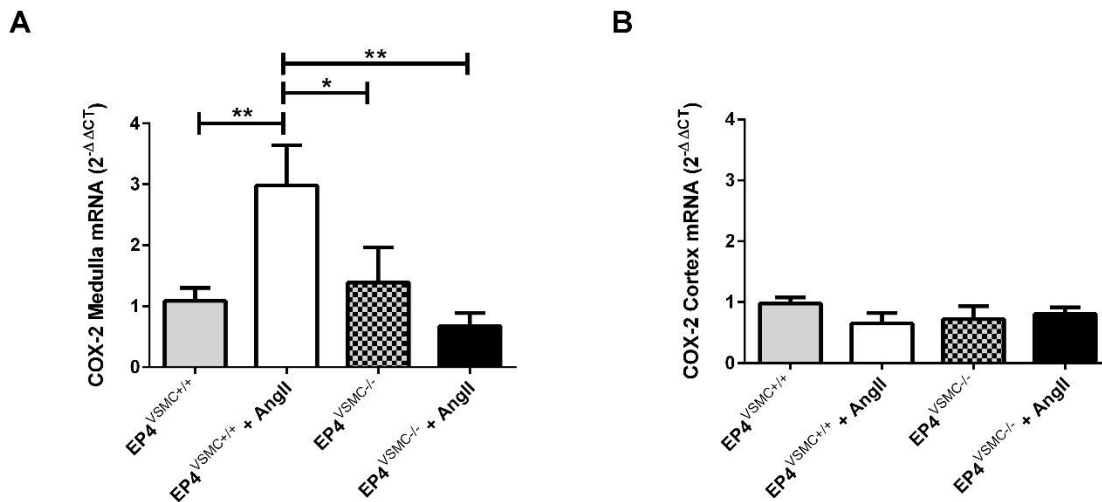 A
COX-2 Medulla mRNA (2^-ΔΔCT)
4
3
2
1
0
**
*
**
EP4^VSMC+/+
EP4^VSMC+/+ + AngII
EP4^VSMC-/-
EP4^VSMC-/- + AngII
B
COX-2 Cortex mRNA (2^-ΔΔCT)
4
3
2
1
0
EP4^VSMC+/+
EP4^VSMC+/+ + AngII
EP4^VSMC-/-
EP4^VSMC-/- + AngII